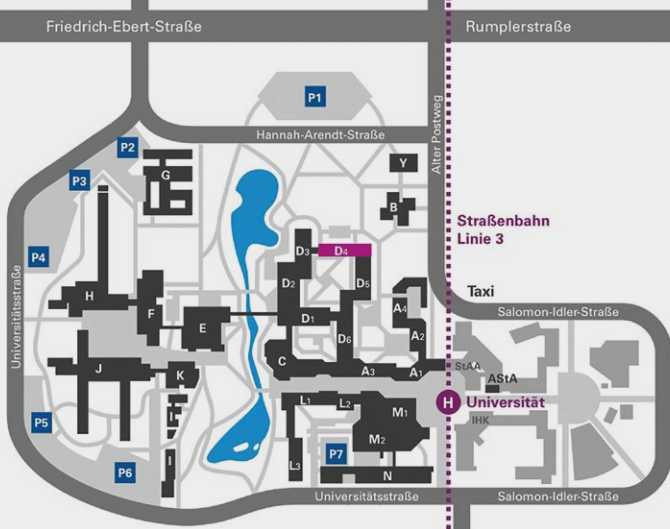 Friedrich-Ebert-Straße
Rumplerstraße
P1
Alter Postweg
Hannah-Arendt-Straße
P2
Y
G
P3
B
Straßenbahn
Linie 3
D3
D4
P4
D2
D5
Taxi
H
A4
Universitätsstraße
F
D1
Salomon-Idler-Straße
E
D6
A2
C
StAA
J
K
A3
A1
AStA
L1
L2
H
Universität
I
M1
IHK
P5
M2
P7
I
L3
P6
N
Universitätsstraße
Salomon-Idler-Straße